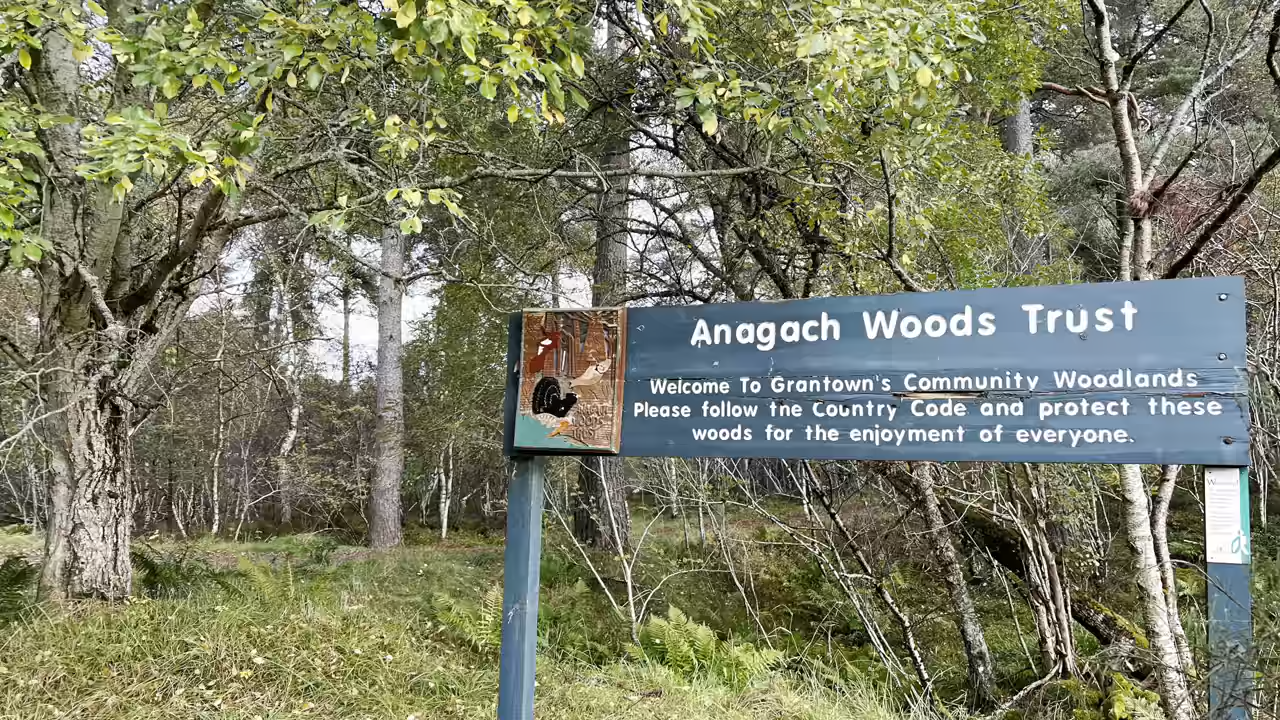 Anagach Woods Trust
Welcome To Grantown's Community Woodlands
Please follow the Country Code and protect these
woods for the enjoyment of everyone.